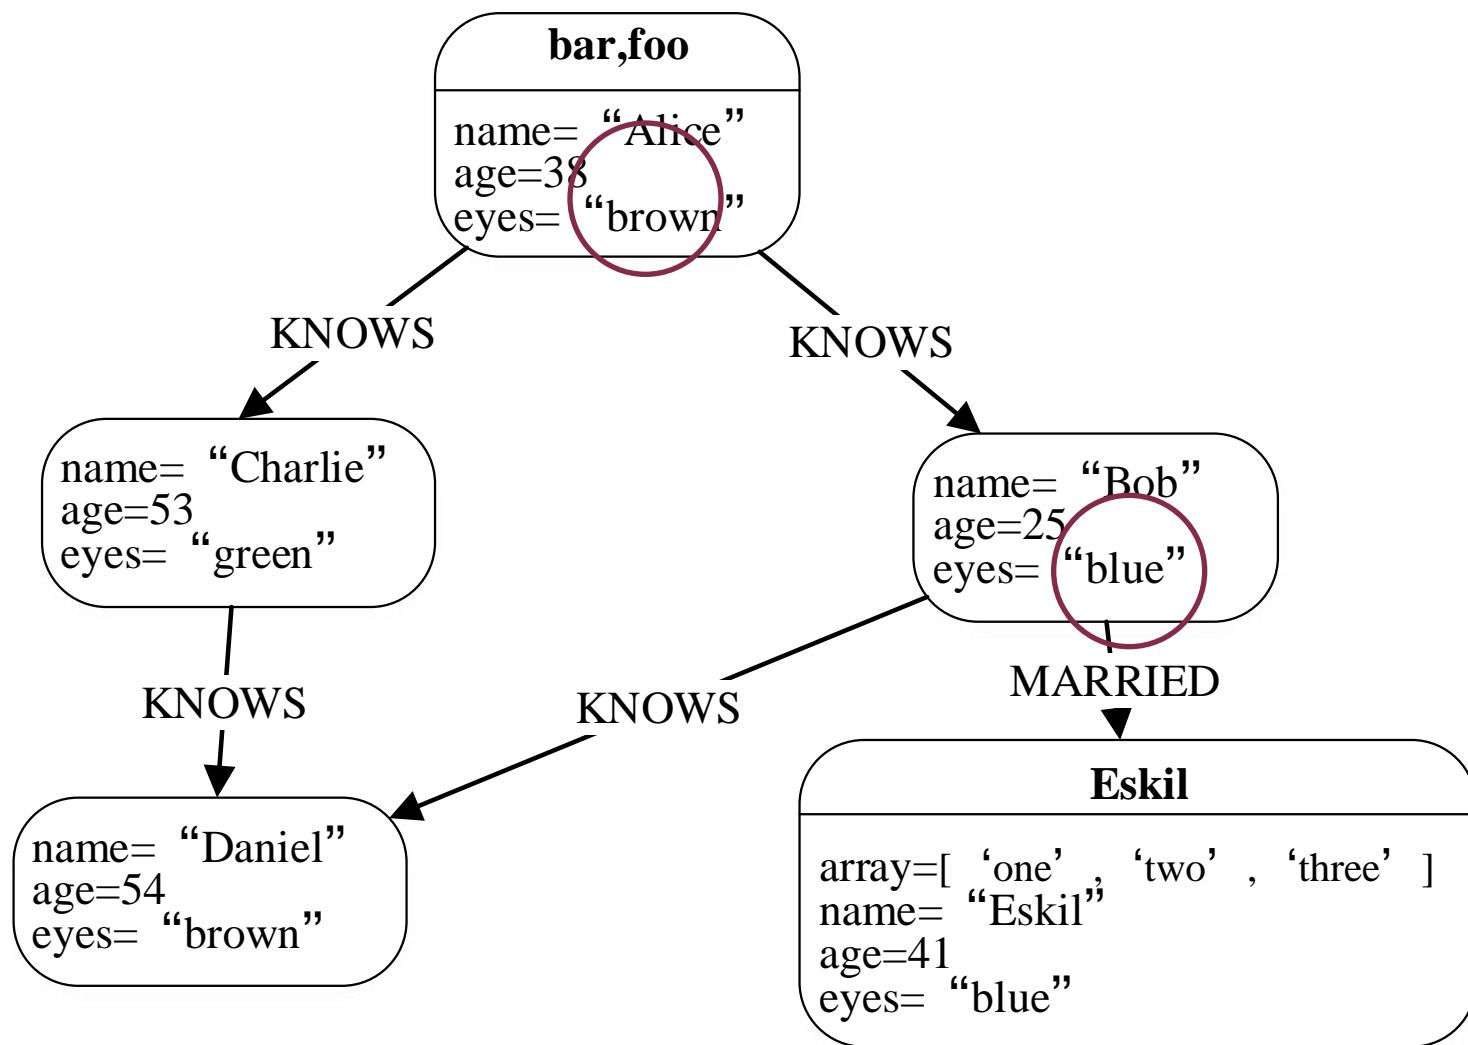 bar,foo
name= “Alice”
age=38
eyes= “brown”
KNOWS
KNOWS
name= “Charlie”
age=53
eyes= “green”
name= “Bob”
age=25
eyes= “blue”
KNOWS
KNOWS
MARRIED
name= “Daniel”
age=54
eyes= “brown”
Eskil
array=[ ‘one’ , ‘two’ , ‘three’ ]
name= “Eskil”
age=41
eyes= “blue”